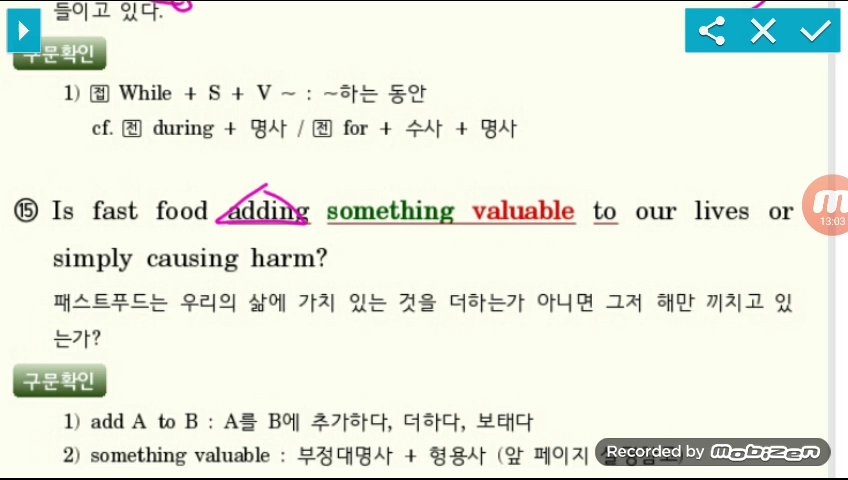 들이고 있다.
구문확인
1) 접 While + S + V ~ : ~하는 동안
cf. 전 during + 명사 / 전 for + 수사 + 명사
⑮ Is fast food adding something valuable to our lives or
13:03
simply causing harm?
패스트푸드는 우리의 삶에 가치 있는 것을 더하는가 아니면 그저 해만 끼치고 있
는가?
구문확인
1) add A to B : A를 B에 추가하다, 더하다, 보태다
2) something valuable : 부정대명사 + 형용사 (앞 페이지
Recorded by mobizen